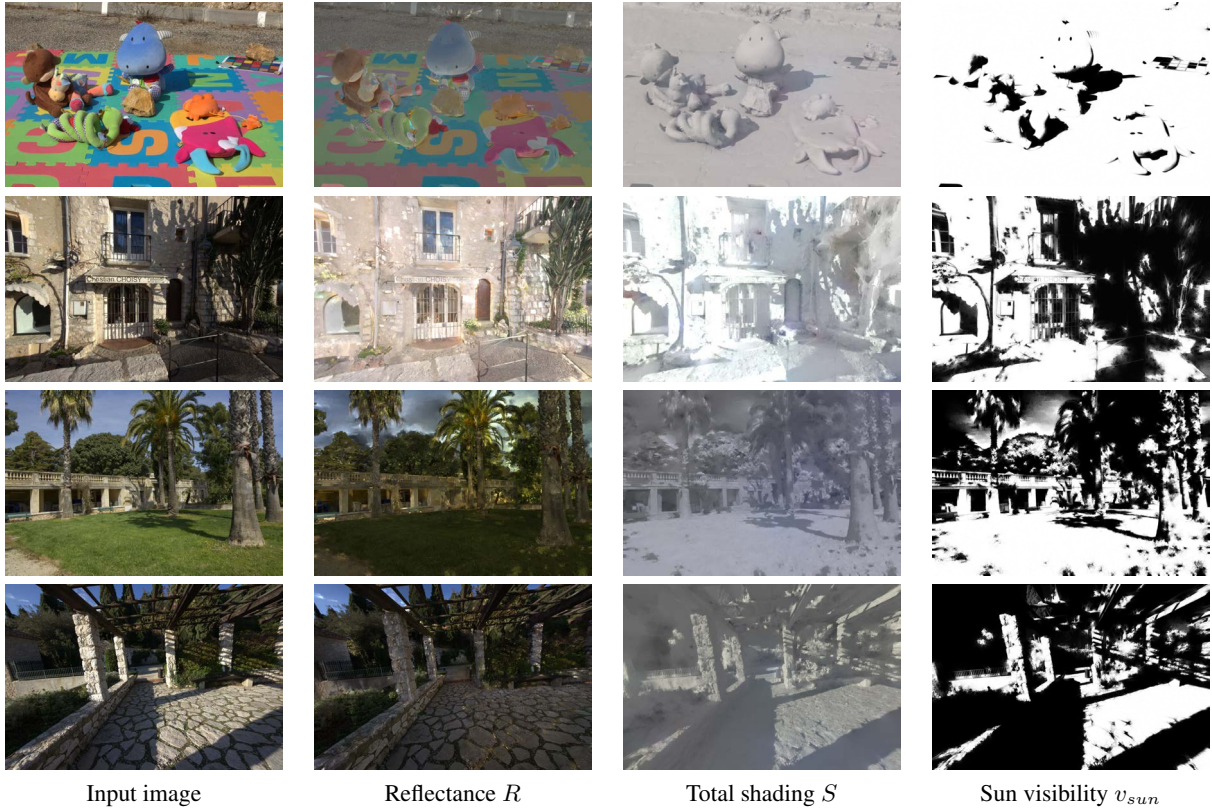 Input image
Reflectance R
Total shading S
Sun visibility v_sun